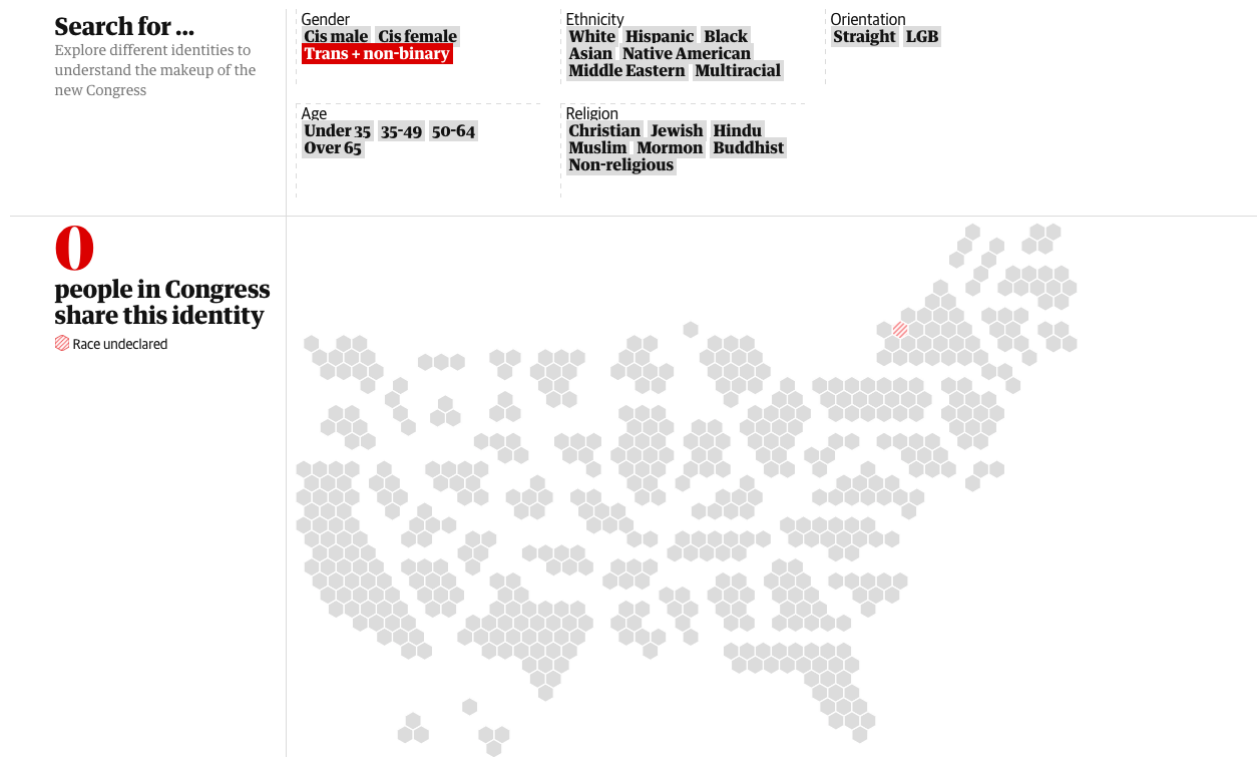 Search for ...
Explore different identities to
understand the makeup of the
new Congress
Gender
Cis male Cis female
Trans + non-binary
Ethnicity
White Hispanic Black
Asian Native American
Middle Eastern Multiracial
Orientation
Straight LGB
Age
Under 35 35-49 50-64
Over 65
Religion
Christian Jewish Hindu
Muslim Mormon Buddhist
Non-religious
0
people in Congress
share this identity
Race undeclared